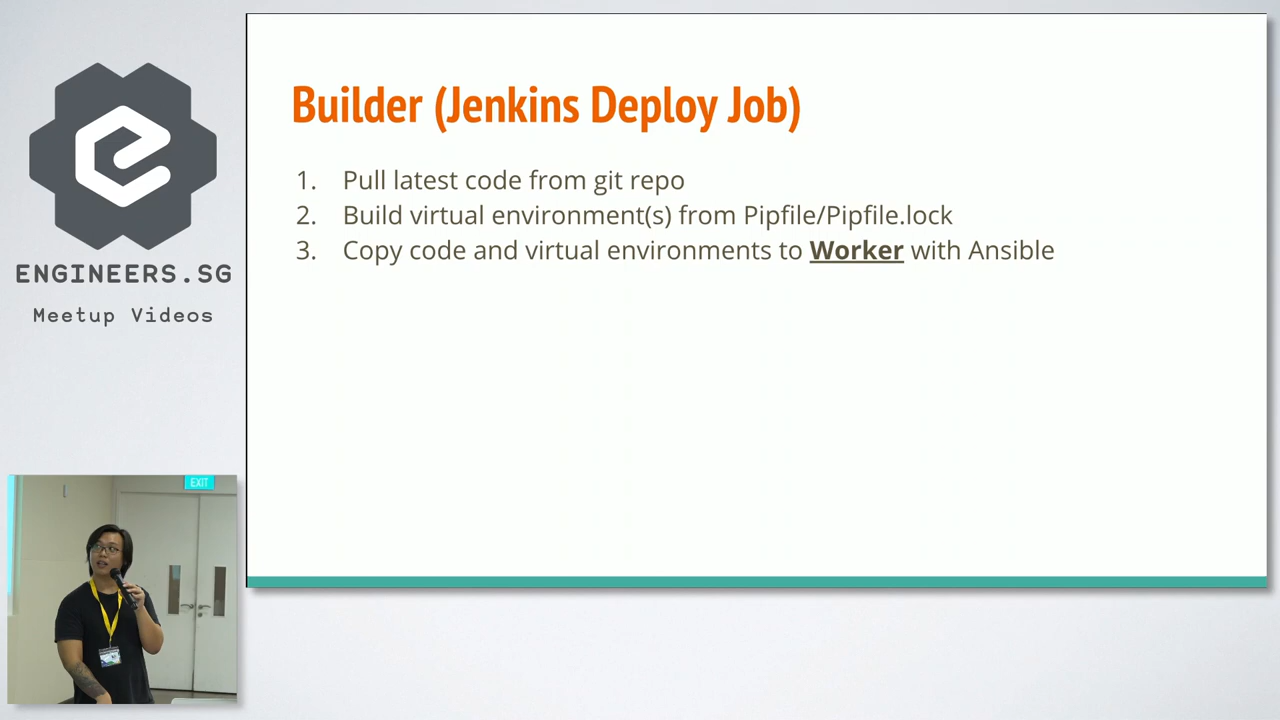 Builder (Jenkins Deploy Job)
1. Pull latest code from git repo
2. Build virtual environment(s) from Pipfile/Pipfile.lock
3. Copy code and virtual environments to Worker with Ansible
ENGINEERS.SG
Meetup Videos
EXIT